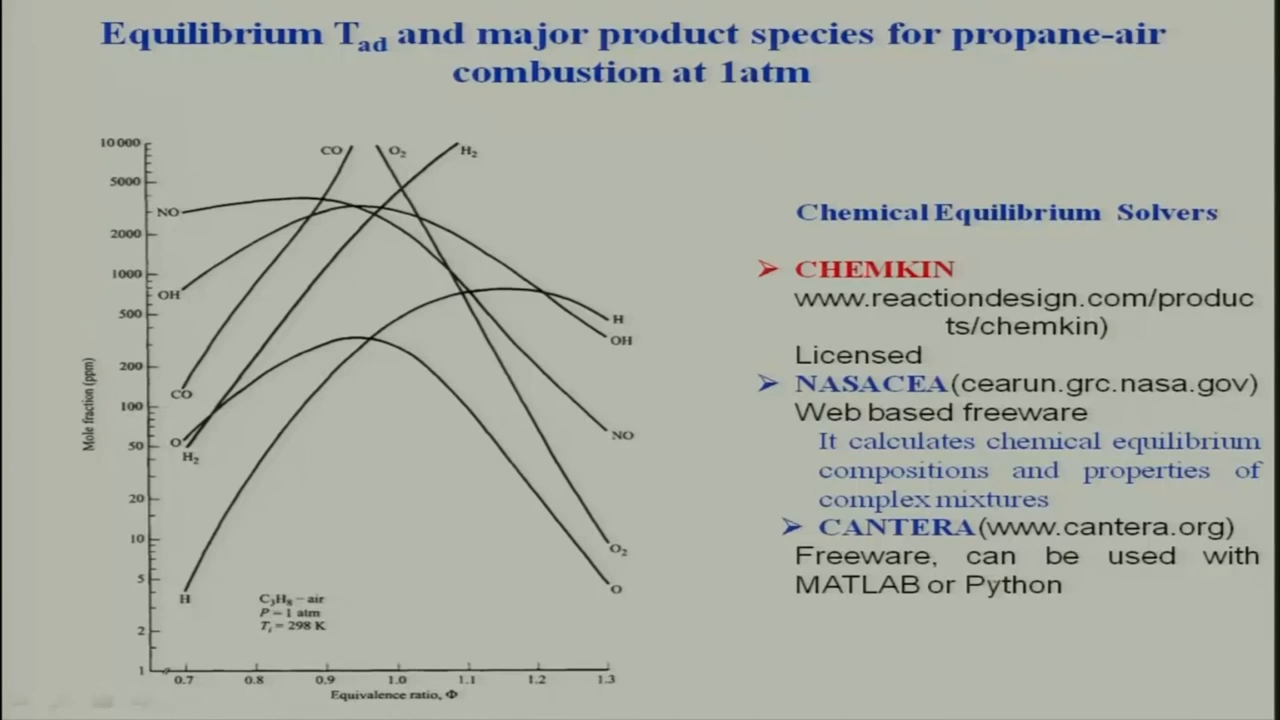 Equilibrium Tad and major product species for propane-air
combustion at 1atm
10 000
5000
2000
1000
500
200
100
50
20
10
5
2
1
Mole fraction (ppm)
CO
O2
H2
NO
OH
CO
O
H2
H
H
OH
NO
O2
O
C3H8 – air
P – 1 atm
Ti = 298 K
0.7 0.8 0.9 1.0 1.1 1.2 1.3
Equivalence ratio, Φ
Chemical Equilibrium Solvers
➢ CHEMKIN
www.reactiondesign.com/produc
ts/chemkin)
Licensed
➢ NASACEA(cearun.grc.nasa.gov)
Web based freeware
It calculates chemical equilibrium
compositions and properties of
complex mixtures
➢ CANTERA(www.cantera.org)
Freeware, can be used with
MATLAB or Python